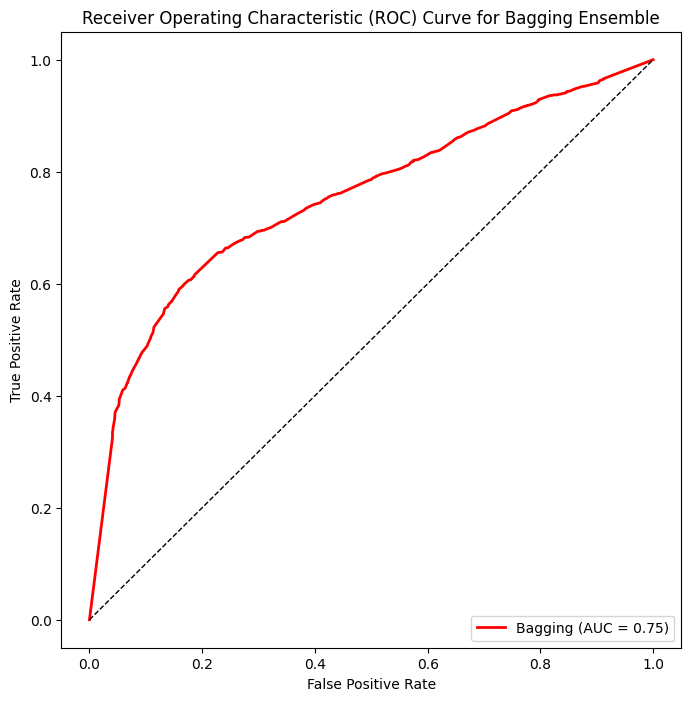 Receiver Operating Characteristic (ROC) Curve for Bagging Ensemble
True Positive Rate
1.0
0.8
0.6
0.4
0.2
0.0
Bagging (AUC = 0.75)
0.0 0.2 0.4 0.6 0.8 1.0
False Positive Rate